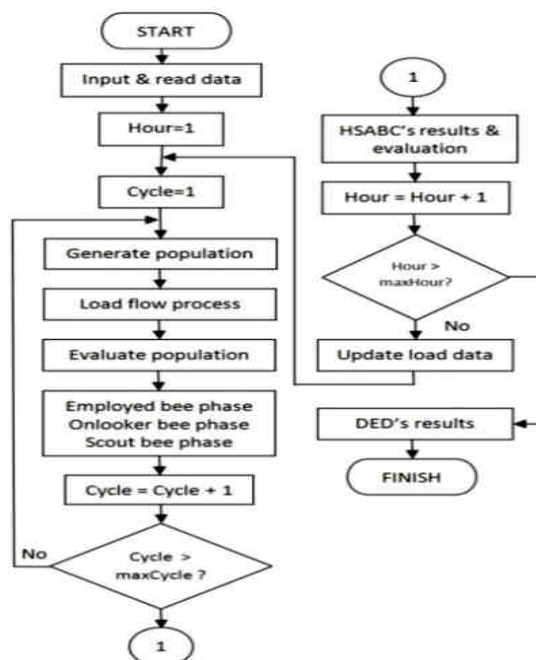 START
Input & read data
Hour=1
Cycle=1
Generate population
Load flow process
Evaluate population
Employed bee phase
Onlooker bee phase
Scout bee phase
Cycle = Cycle + 1
No
Cycle >
maxCycle ?
1
1
HSABC's results &
evaluation
Hour = Hour + 1
Hour >
maxHour?
No
Update load data
DED's results
FINISH